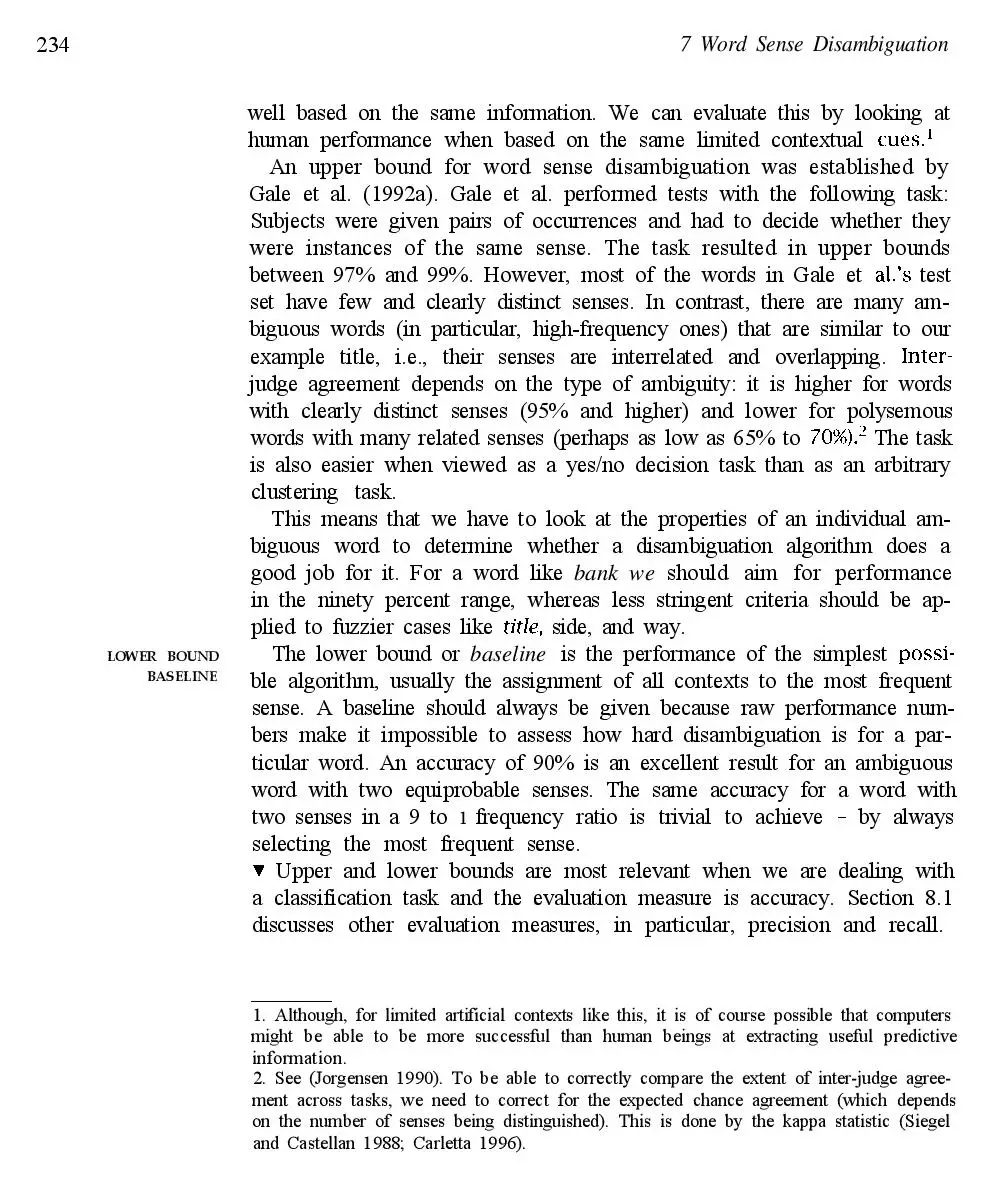 234
7 Word Sense Disambiguation
well based on the same information. We can evaluate this by looking at
human performance when based on the same limited contextual cues.¹
An upper bound for word sense disambiguation was established by
Gale et al. (1992a). Gale et al. performed tests with the following task:
Subjects were given pairs of occurrences and had to decide whether they
were instances of the same sense. The task resulted in upper bounds
between 97% and 99%. However, most of the words in Gale et al.'s test
set have few and clearly distinct senses. In contrast, there are many am-
biguous words (in particular, high-frequency ones) that are similar to our
example title, i.e., their senses are interrelated and overlapping. Inter-
judge agreement depends on the type of ambiguity: it is higher for words
with clearly distinct senses (95% and higher) and lower for polysemous
words with many related senses (perhaps as low as 65% to 70%).² The task
is also easier when viewed as a yes/no decision task than as an arbitrary
clustering task.
This means that we have to look at the properties of an individual am-
biguous word to determine whether a disambiguation algorithm does a
good job for it. For a word like bank we should aim for performance
in the ninety percent range, whereas less stringent criteria should be ap-
plied to fuzzier cases like title, side, and way.
LOWER BOUND
BASELINE
The lower bound or baseline is the performance of the simplest possi-
ble algorithm, usually the assignment of all contexts to the most frequent
sense. A baseline should always be given because raw performance num-
bers make it impossible to assess how hard disambiguation is for a par-
ticular word. An accuracy of 90% is an excellent result for an ambiguous
word with two equiprobable senses. The same accuracy for a word with
two senses in a 9 to 1 frequency ratio is trivial to achieve – by always
selecting the most frequent sense.
▼ Upper and lower bounds are most relevant when we are dealing with
a classification task and the evaluation measure is accuracy. Section 8.1
discusses other evaluation measures, in particular, precision and recall.
1. Although, for limited artificial contexts like this, it is of course possible that computers
might be able to be more successful than human beings at extracting useful predictive
information.
2. See (Jorgensen 1990). To be able to correctly compare the extent of inter-judge agree-
ment across tasks, we need to correct for the expected chance agreement (which depends
on the number of senses being distinguished). This is done by the kappa statistic (Siegel
and Castellan 1988; Carletta 1996).